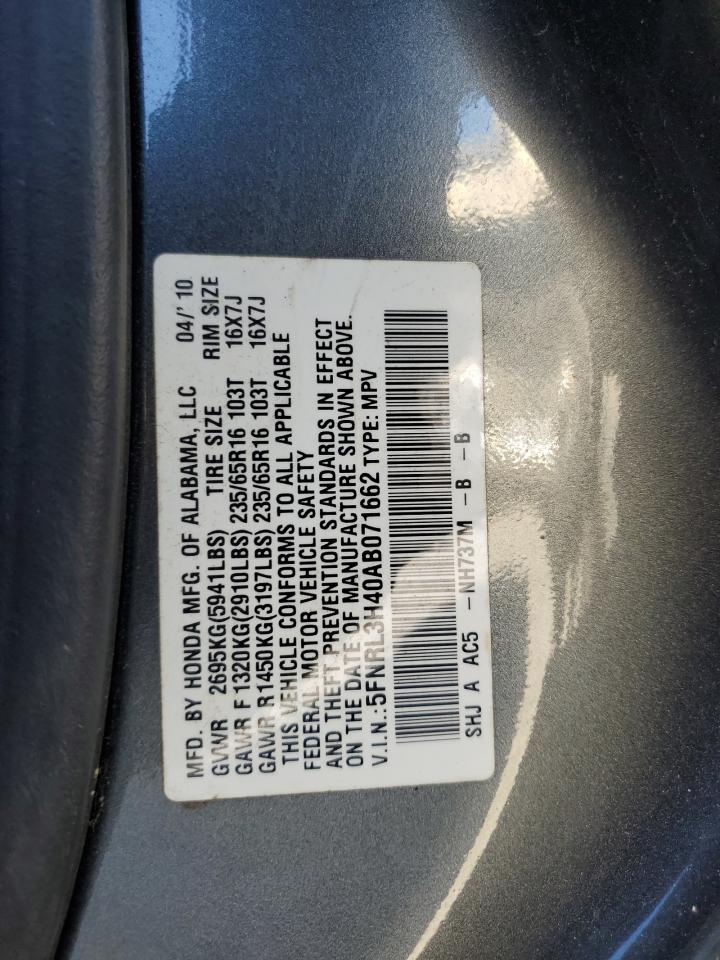 MFD. BY HONDA MFG. OF ALABAMA, LLC 04/'10
GVWR 2695KG(5941LBS) TIRE SIZE RIM SIZE
GAWR F 1320KG(2910LBS) 235/65R16 103T 16X7J
GAWR R 1450KG(3197LBS) 235/65R16 103T 16X7J
THIS VEHICLE CONFORMS TO ALL APPLICABLE
FEDERAL MOTOR VEHICLE SAFETY
AND THEFT PREVENTION STANDARDS IN EFFECT
ON THE DATE OF MANUFACTURE SHOWN ABOVE.
V.I.N.:5FNRL3H40AB071662 TYPE: MPV
SHJ A AC5 -NH737M -B -B